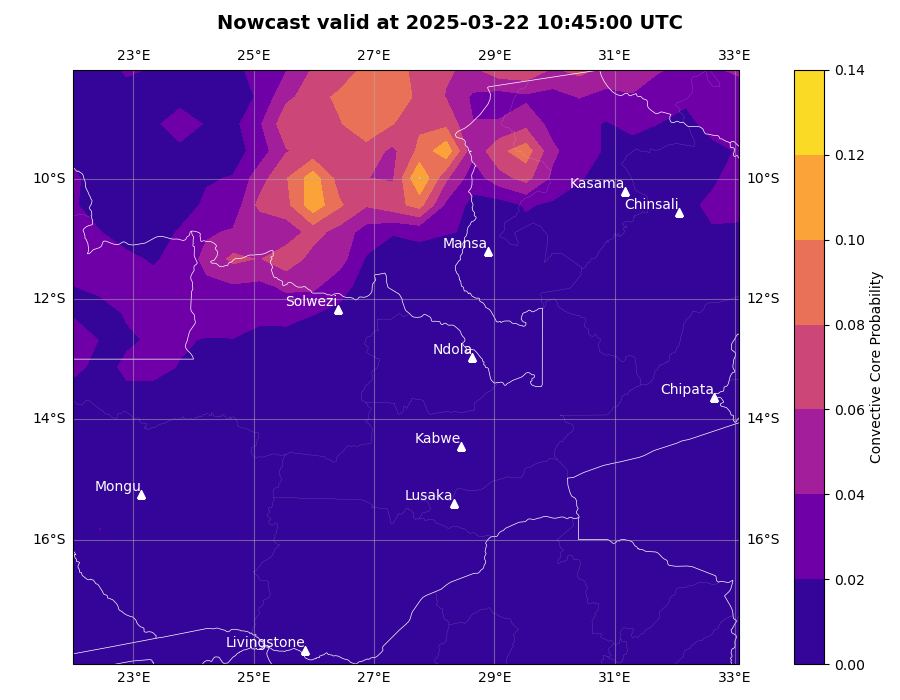 Nowcast valid at 2025-03-22 10:45:00 UTC
23°E 25°E 27°E 29°E 31°E 33°E
0.14
0.12
10°S 10°S
Kasama
Chinsali
0.10
Mansa
12°S 12°S
Solwezi
0.08
Ndola
Chipata
0.06
14°S 14°S
Kabwe
Mongu
Lusaka
0.04
16°S 16°S
0.02
Livingstone
0.00
23°E 25°E 27°E 29°E 31°E 33°E
Convective Core Probability